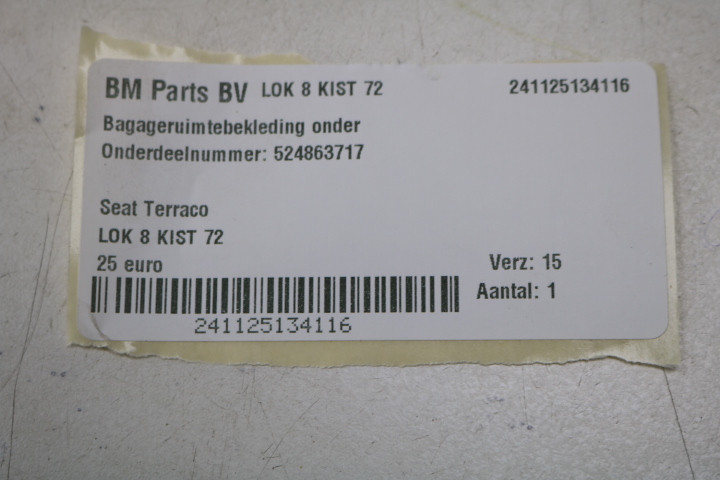 BM Parts BV LOK 8 KIST 72 241125134116
Bagageruimtebekleding onder
Onderdeelnummer: 524863717
Seat Terraco
LOK 8 KIST 72
25 euro Verz: 15
Aantal: 1
241125134116